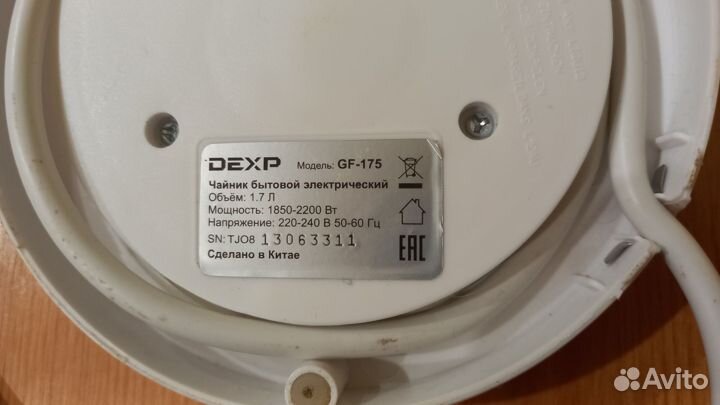 DEXP Модель: GF-175
Чайник бытовой электрический
Объём: 1.7 Л
Мощность: 1850-2200 Вт
Напряжение: 220-240 В 50-60 Гц
SN: TJO8 13063311
Сделано в Китае
EAC
Avito